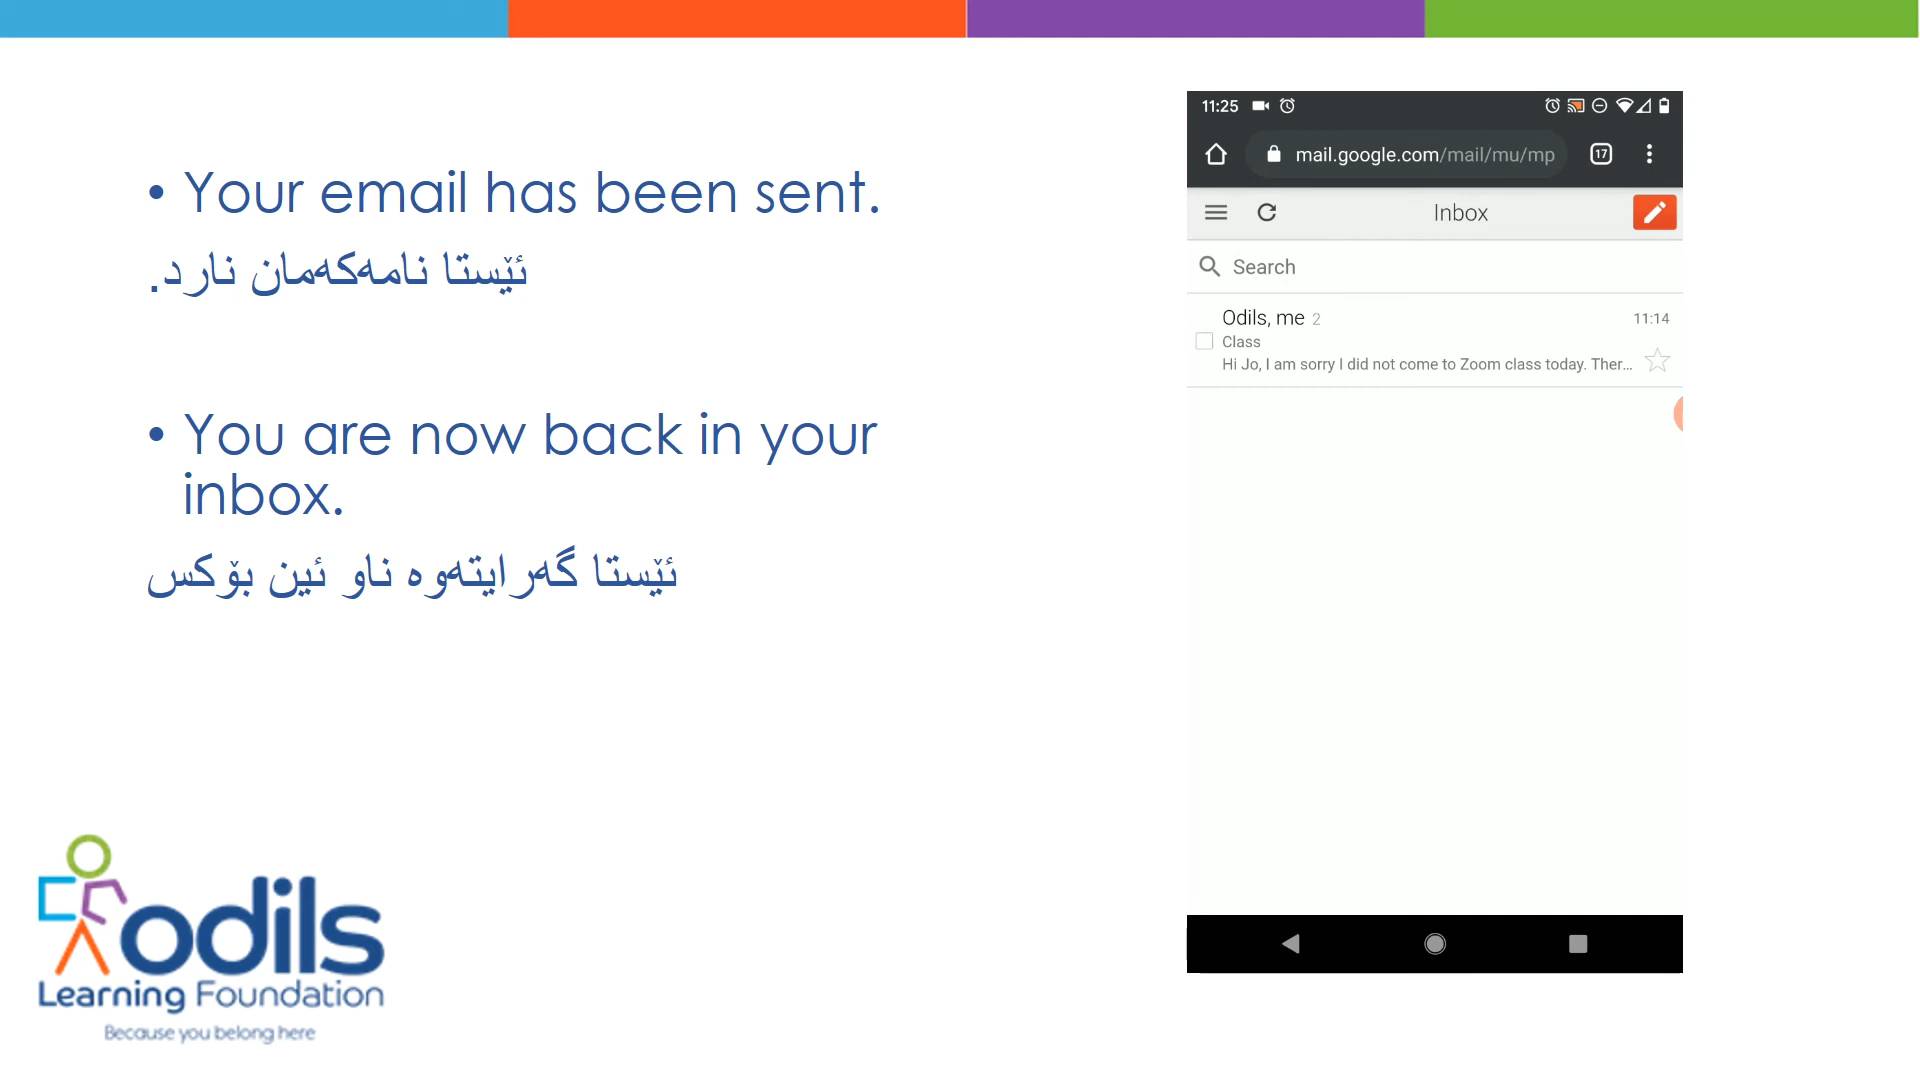 Your email has been sent.
ئێستا نامەکەمان نارد.
You are now back in your
inbox.
ئێستا گەرایتەوە ناو ئین بۆکس
11:25
mail.google.com/mail/mu/mp
17
Inbox
Search
Odils, me 2
11:14
Class
Hi Jo, I am sorry I did not come to Zoom class today. Ther...
odils
Learning Foundation
Because you belong here